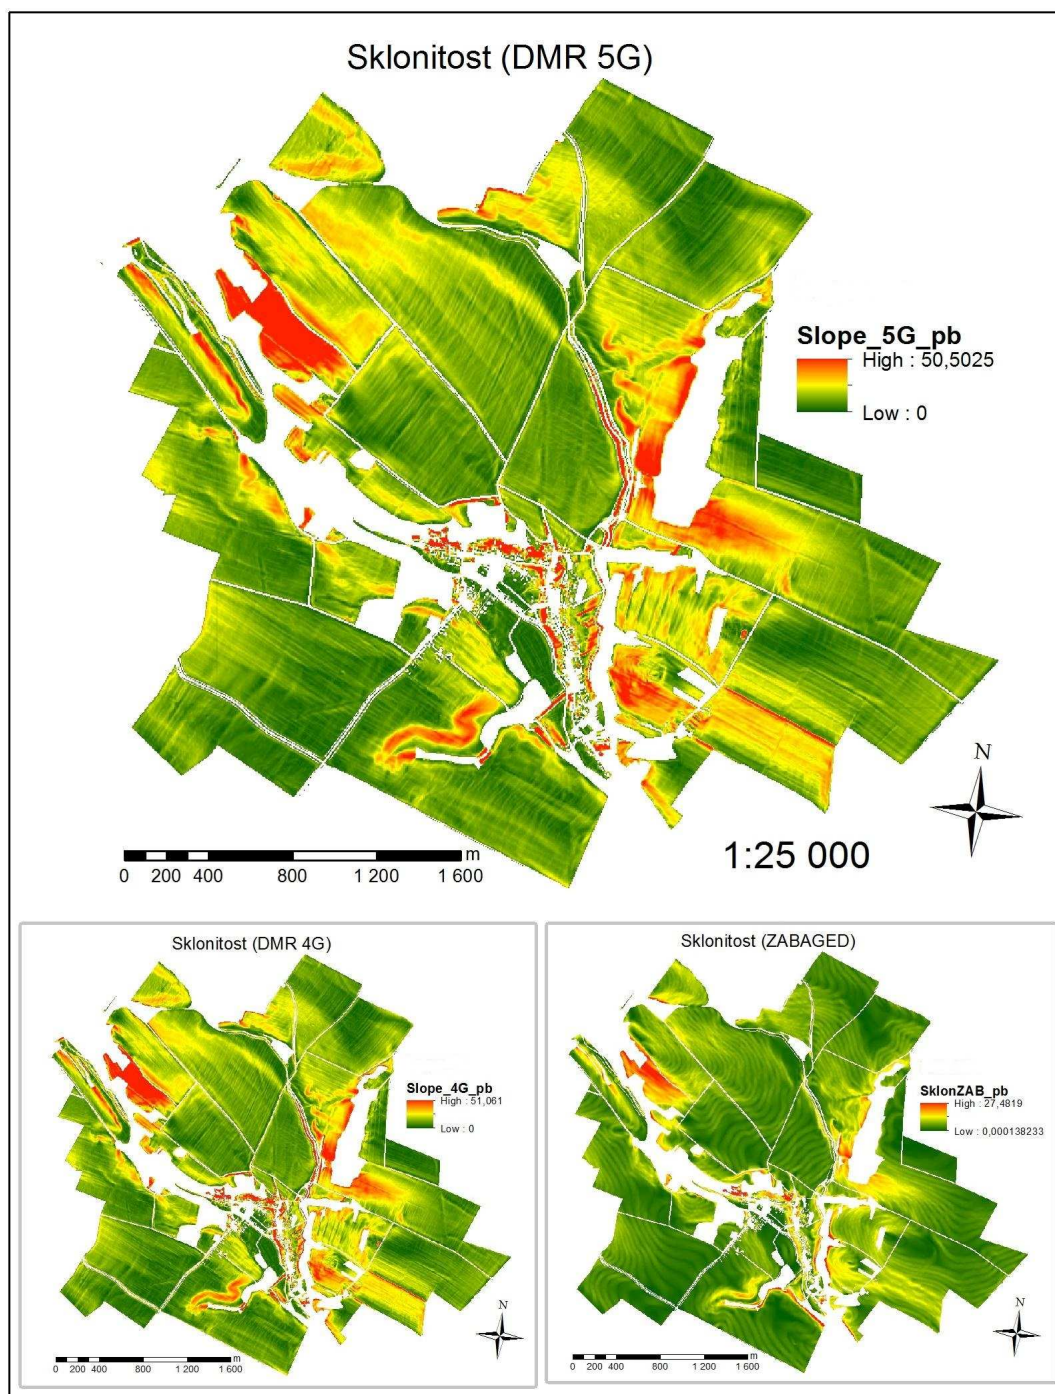 Sklonitost (DMR 5G)
Slope_5G_pb
High : 50,5025
Low : 0
N
1:25 000
m
0 200 400 800 1 200 1 600
Sklonitost (DMR 4G)
Slope_4G_pb
High : 51,061
Low : 0
N
m
0 200 400 800 1 200 1 600
Sklonitost (ZABAGED)
SklonZAB_pb
High : 27,4819
Low : 0,000138233
N
m
0 200 400 800 1 200 1 600